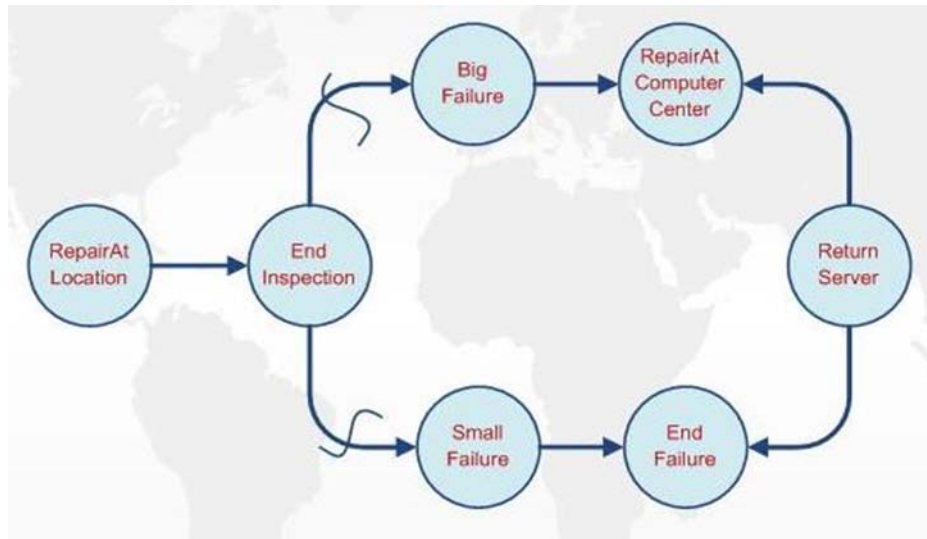 Big
Failure
RepairAt
Computer
Center
RepairAt
Location
End
Inspection
Return
Server
Small
Failure
End
Failure